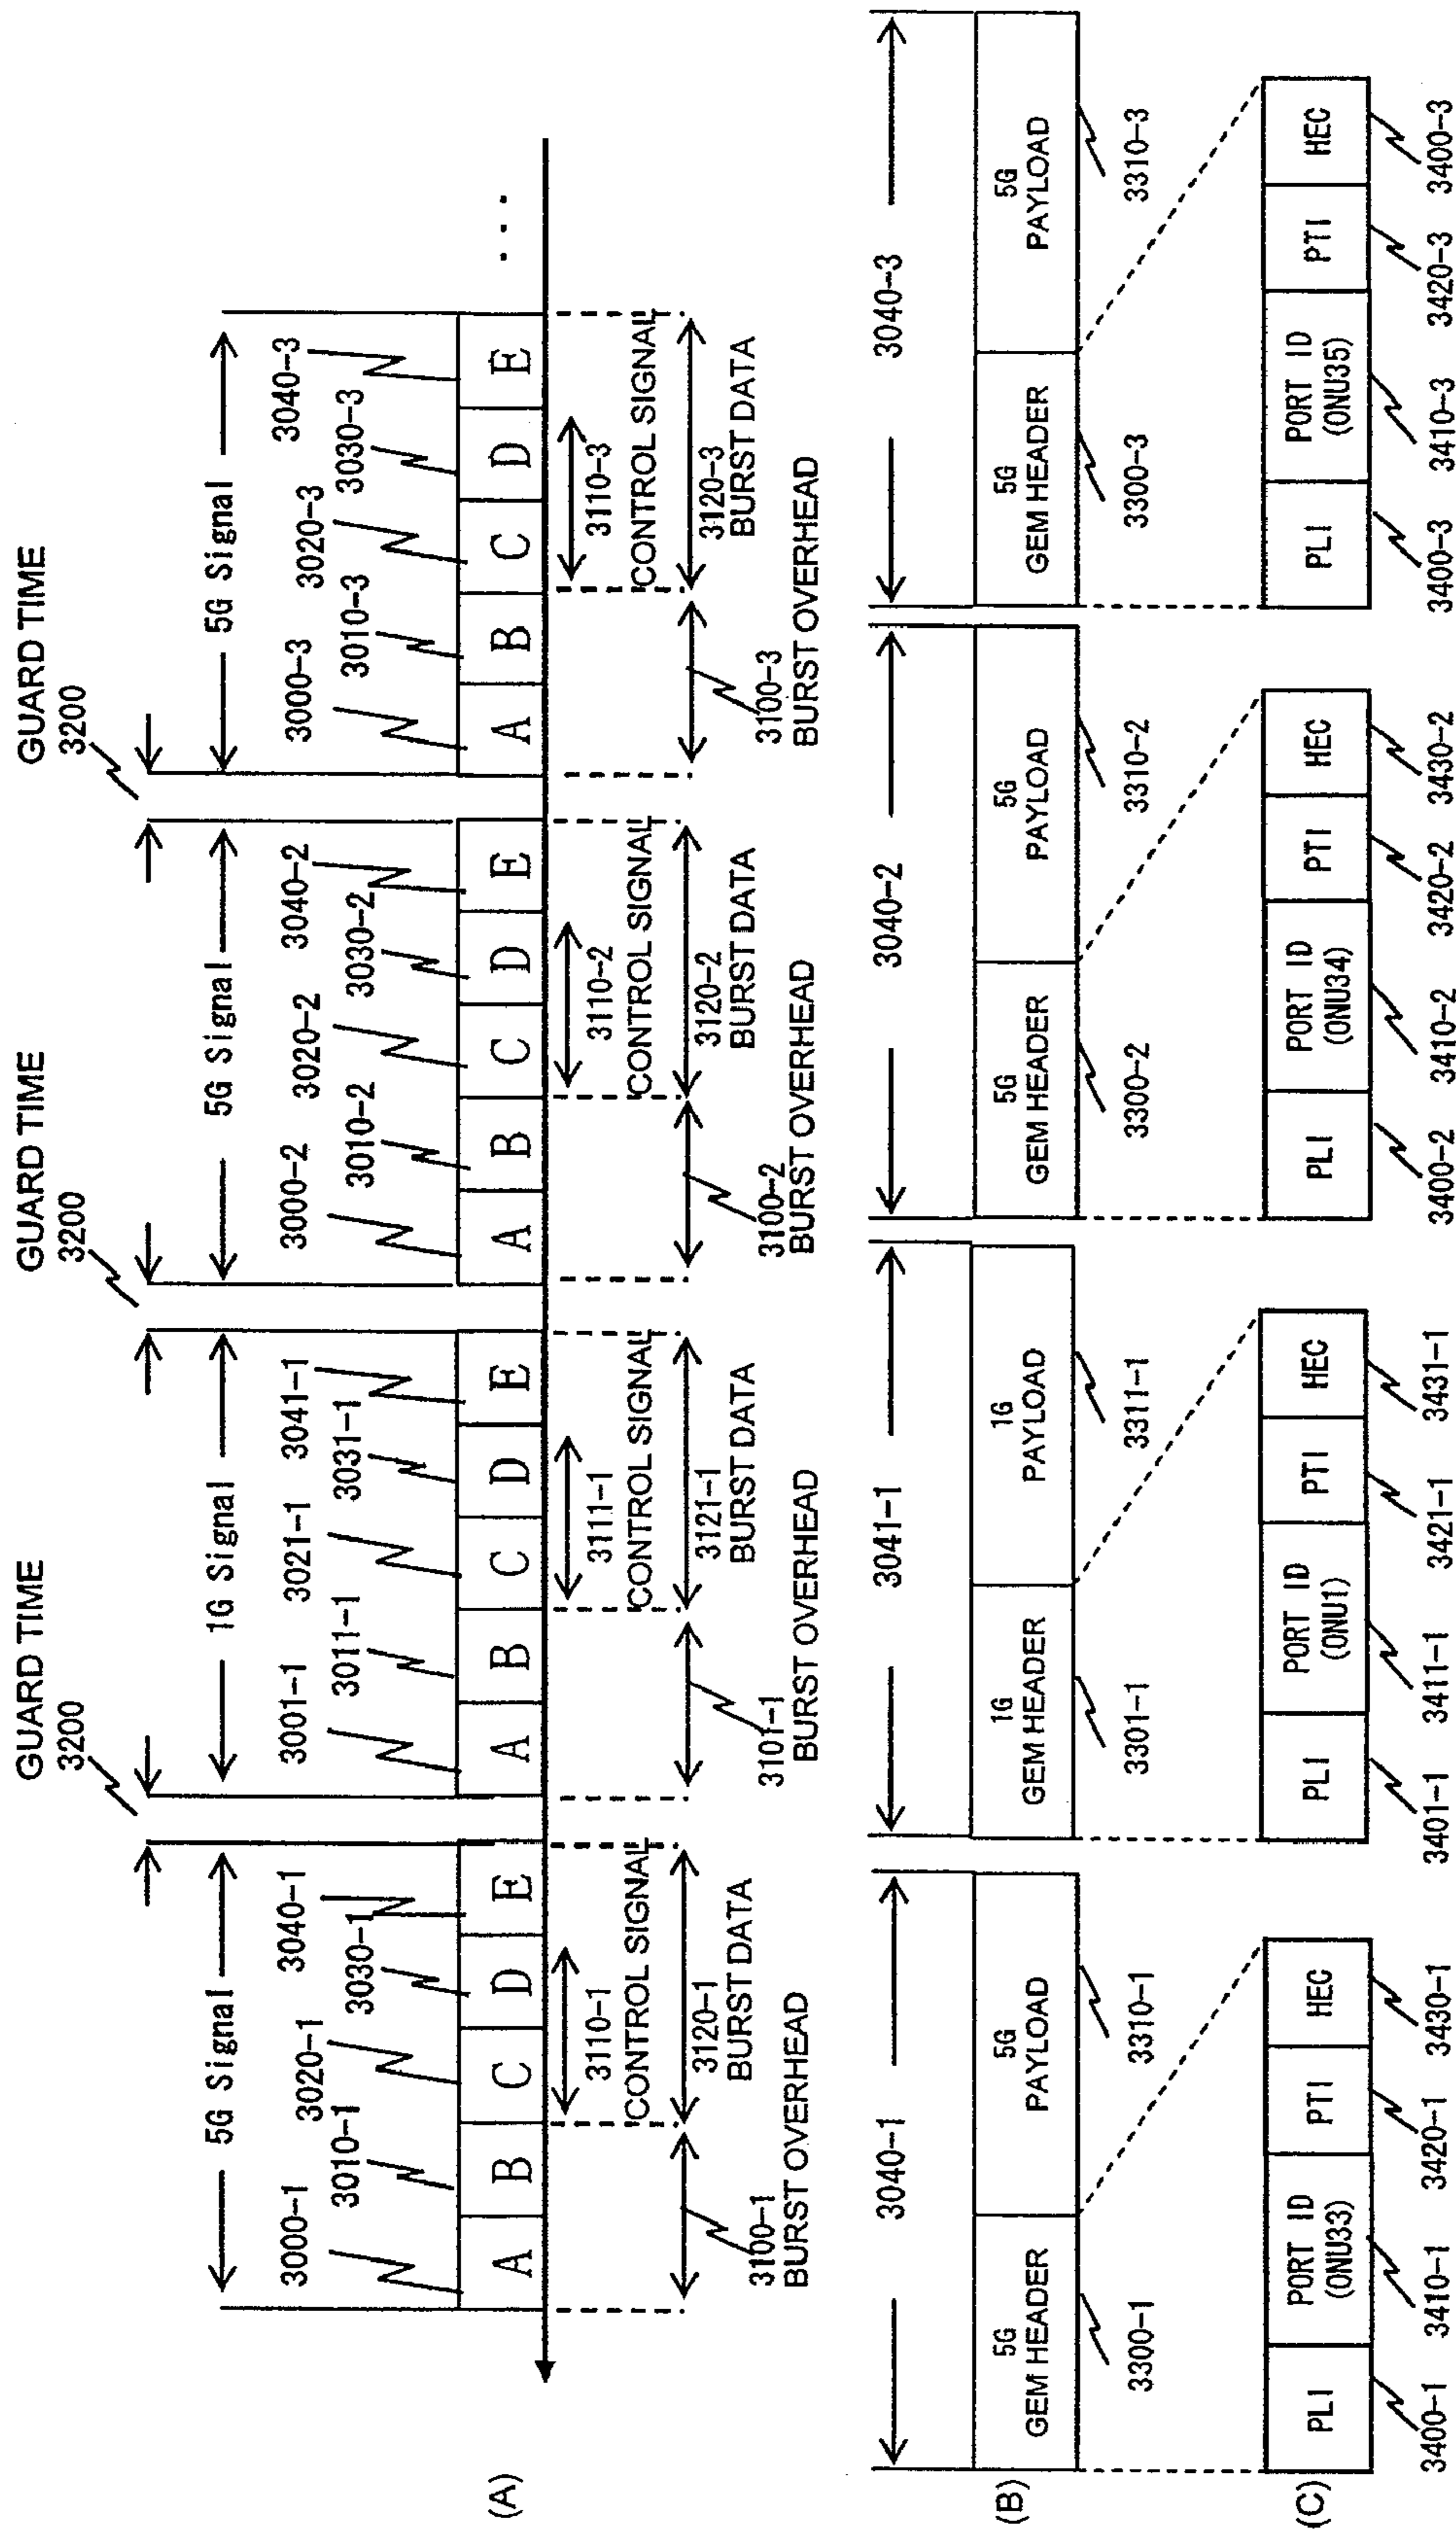 (A)
GUARD TIME
3200
GUARD TIME
3200
GUARD TIME
3200
5G Signal
1G Signal
5G Signal
5G Signal
3000-1
3010-1
3020-1
3030-1
3040-1
3001-1
3011-1
3021-1
3031-1
3041-1
3000-2
3010-2
3020-2
3030-2
3040-2
3000-3
3010-3
3020-3
3030-3
3040-3
A B C D E
A B C D E
A B C D E
A B C D E
...
3110-1
CONTROL SIGNAL
3120-1
BURST DATA
3100-1
BURST OVERHEAD
3111-1
CONTROL SIGNAL
3121-1
BURST DATA
3101-1
BURST OVERHEAD
3110-2
CONTROL SIGNAL
3120-2
BURST DATA
3100-2
BURST OVERHEAD
3110-3
CONTROL SIGNAL
3120-3
BURST DATA
3100-3
BURST OVERHEAD
(B)
3040-1
5G
GEM HEADER
5G
PAYLOAD
3300-1
3310-1
3041-1
1G
GEM HEADER
1G
PAYLOAD
3301-1
3311-1
3040-2
5G
GEM HEADER
5G
PAYLOAD
3300-2
3310-2
3040-3
5G
GEM HEADER
5G
PAYLOAD
3300-3
3310-3
(C)
PLI
PORT ID
(ONU33)
PTI
HEC
3400-1
3410-1
3420-1
3430-1
PLI
PORT ID
(ONU1)
PTI
HEC
3401-1
3411-1
3421-1
3431-1
PLI
PORT ID
(ONU34)
PTI
HEC
3400-2
3410-2
3420-2
3430-2
PLI
PORT ID
(ONU35)
PTI
HEC
3400-3
3410-3
3420-3
3400-3